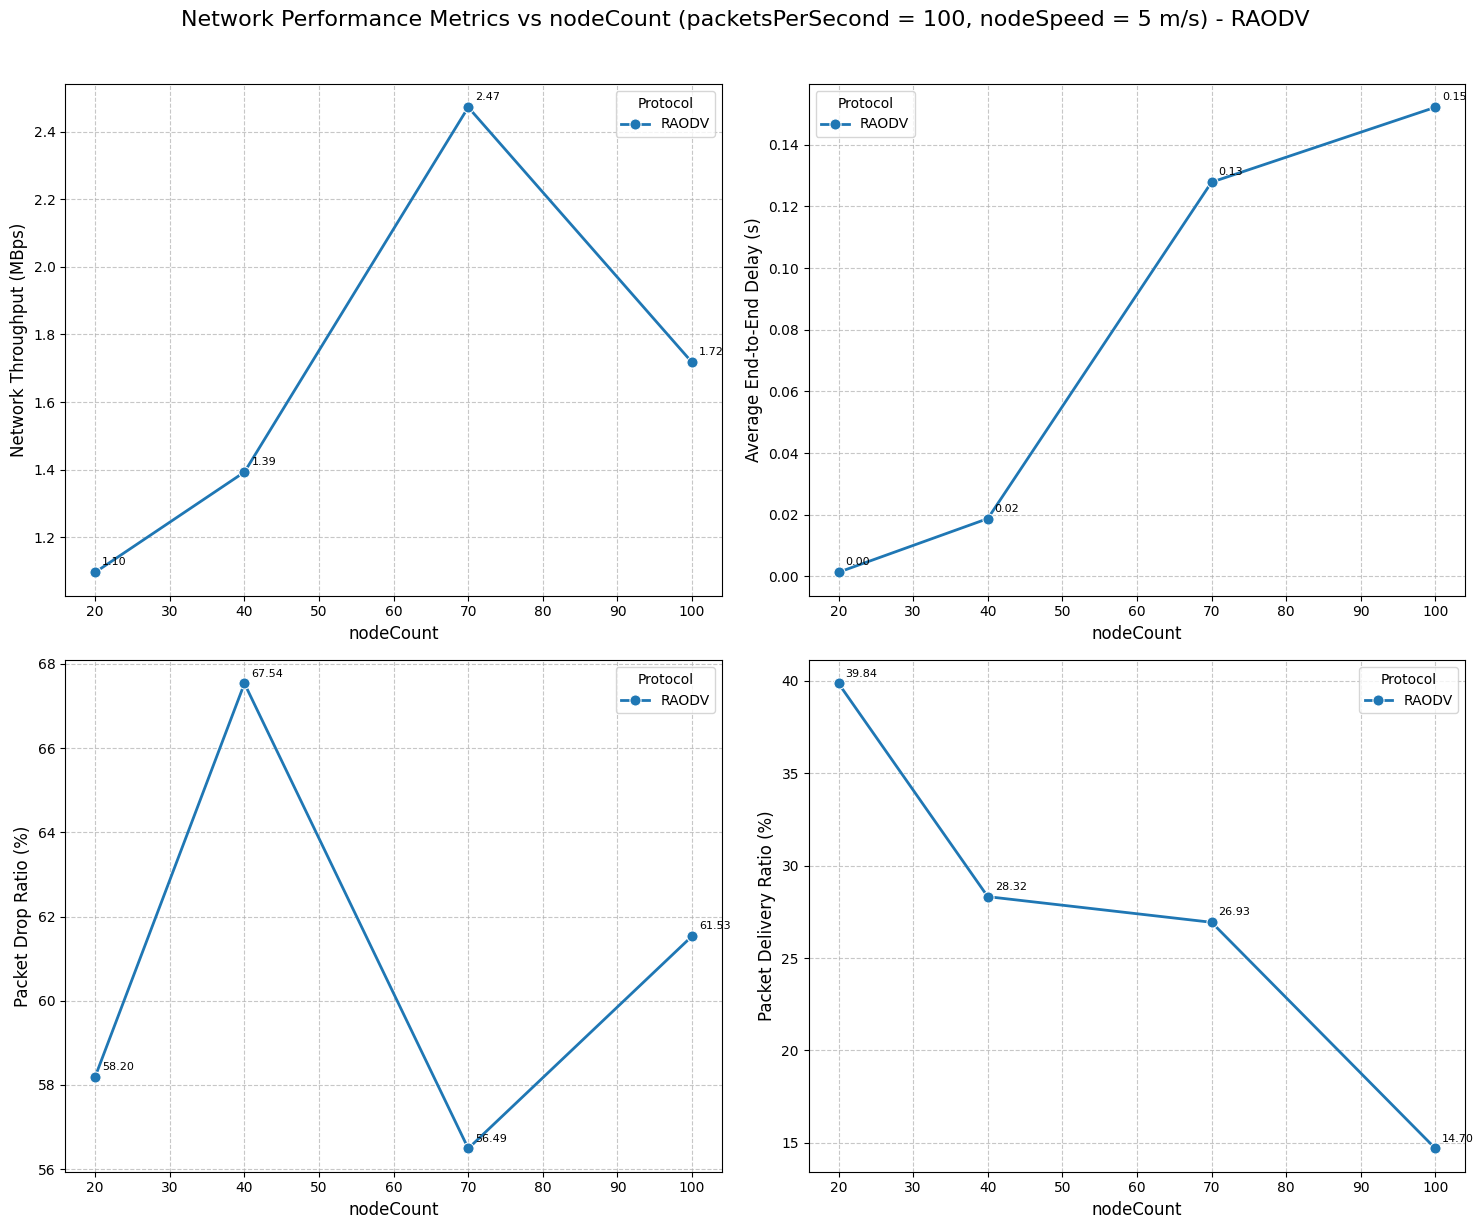 Network Performance Metrics vs nodeCount (packetsPerSecond = 100, nodeSpeed = 5 m/s) - RAODV
Network Throughput (MBps)
2.4
2.2
2.0
1.8
1.6
1.4
1.2
1.10
1.39
2.47
1.72
Protocol
RAODV
20 30 40 50 60 70 80 90 100
nodeCount
Average End-to-End Delay (s)
0.14
0.12
0.10
0.08
0.06
0.04
0.02
0.00
0.00
0.02
0.13
0.15
Protocol
RAODV
20 30 40 50 60 70 80 90 100
nodeCount
Packet Drop Ratio (%)
68
66
64
62
60
58
56
58.20
67.54
56.49
61.53
Protocol
RAODV
20 30 40 50 60 70 80 90 100
nodeCount
Packet Delivery Ratio (%)
40
35
30
25
20
15
39.84
28.32
26.93
14.70
Protocol
RAODV
20 30 40 50 60 70 80 90 100
nodeCount